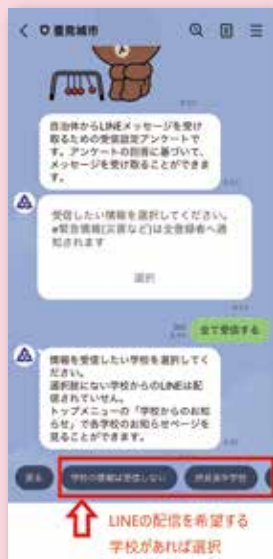 豊見城市
自治体からLINEメッセージを受け
取るための受信設定アンケートで
す。アンケートの回答に基づいて、
メッセージを受け取ることができま
す。
受信したい情報を選択してください。
※緊急情報(災害など)は全登録者へ通
知されます
選択
全て受信する
情報を受信したい学校を選択してく
ださい。
選択肢にない学校からのLINEは配
信されていせん。
トップメニューの「学校からのお知
らせ」で各学校のお知らせページを
見ることができます。
戻る
学校の情報は受信しない
LINEの配信を希望する
学校があれば選択